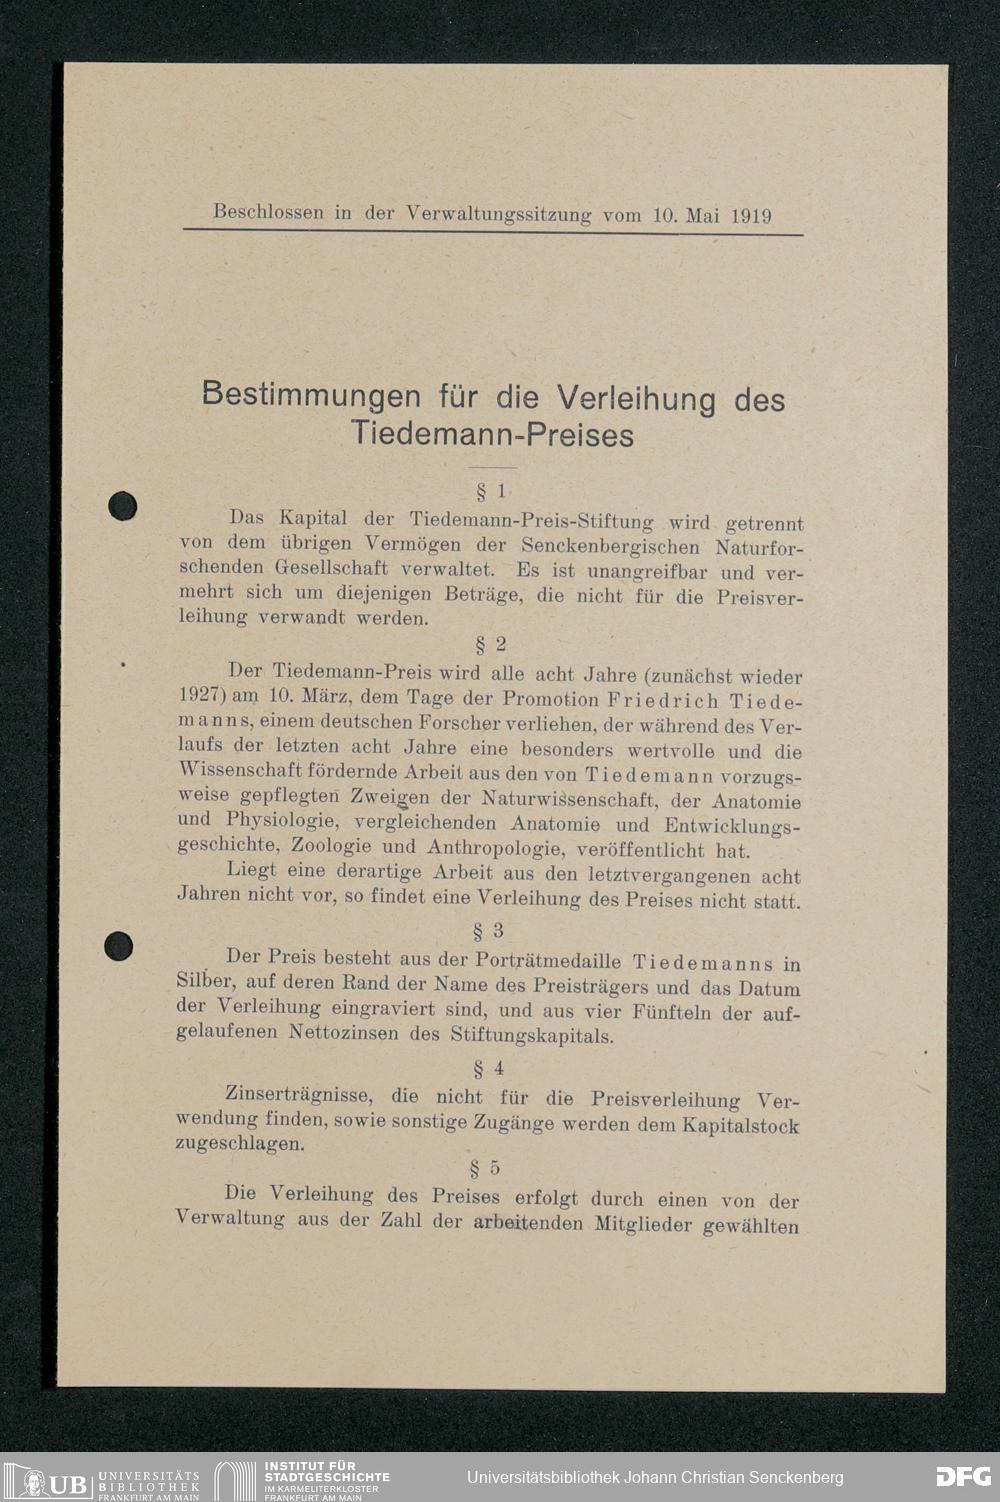 Beschlossen in der Verwaltungssitzung vom 10. Mai 1919
Bestimmungen für die Verleihung des
Tiedemann-Preises
§ 1
Das Kapital der Tiedemann-Preis-Stiftung wird getrennt
von dem übrigen Vermögen der Senckenbergischen Naturfor-
schenden Gesellschaft verwaltet. Es ist unangreifbar und ver-
mehrt sich um diejenigen Beträge, die nicht für die Preisver-
leihung verwandt werden.
§ 2
Der Tiedemann-Preis wird alle acht Jahre (zunächst wieder
1927) am 10. März, dem Tage der Promotion Friedrich Tiede-
manns, einem deutschen Forscher verliehen, der während des Ver-
laufs der letzten acht Jahre eine besonders wertvolle und die
Wissenschaft fördernde Arbeit aus den von Tiedemann vorzugs-
weise gepflegten Zweigen der Naturwissenschaft, der Anatomie
und Physiologie, vergleichenden Anatomie und Entwicklungs-
geschichte, Zoologie und Anthropologie, veröffentlicht hat.
Liegt eine derartige Arbeit aus den letztvergangenen acht
Jahren nicht vor, so findet eine Verleihung des Preises nicht statt.
§ 3
Der Preis besteht aus der Porträtmedaille Tiedemanns in
Silber, auf deren Rand der Name des Preisträgers und das Datum
der Verleihung eingraviert sind, und aus vier Fünfteln der auf-
gelaufenen Nettozinsen des Stiftungskapitals.
§ 4
Zinserträgnisse, die nicht für die Preisverleihung Ver-
wendung finden, sowie sonstige Zugänge werden dem Kapitalstock
zugeschlagen.
§ 5
Die Verleihung des Preises erfolgt durch einen von der
Verwaltung aus der Zahl der arbeitenden Mitglieder gewählten
UB UNIVERSITÄTS
BIBLIOTHEK
FRANKFURT AM MAIN
INSTITUT FÜR
STADTGESCHICHTE
IM KARMELITERKLOSTER
FRANKFURT AM MAIN
Universitätsbibliothek Johann Christian Senckenberg
DFG